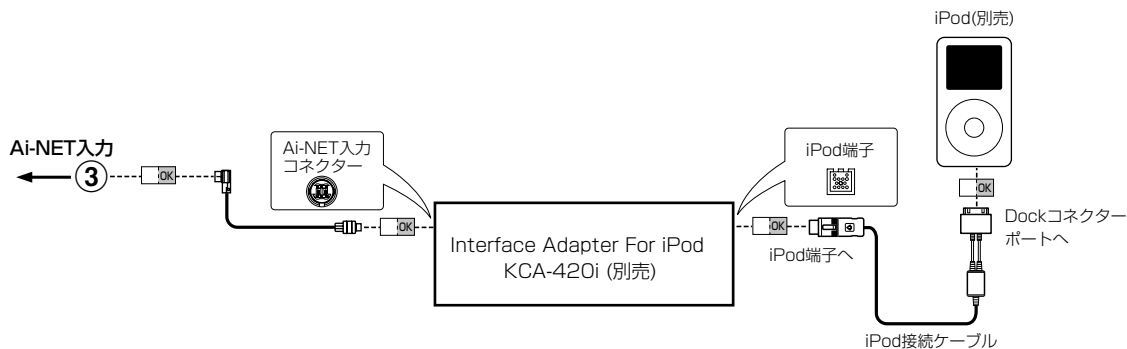 iPod(別売)
Ai-NET入力
③
OK
Ai-NET入力
コネクター
OK
Interface Adapter For iPod
KCA-420i (別売)
iPod端子
OK
iPod端子へ
OK
Dockコネクター
ポートへ
iPod接続ケーブル